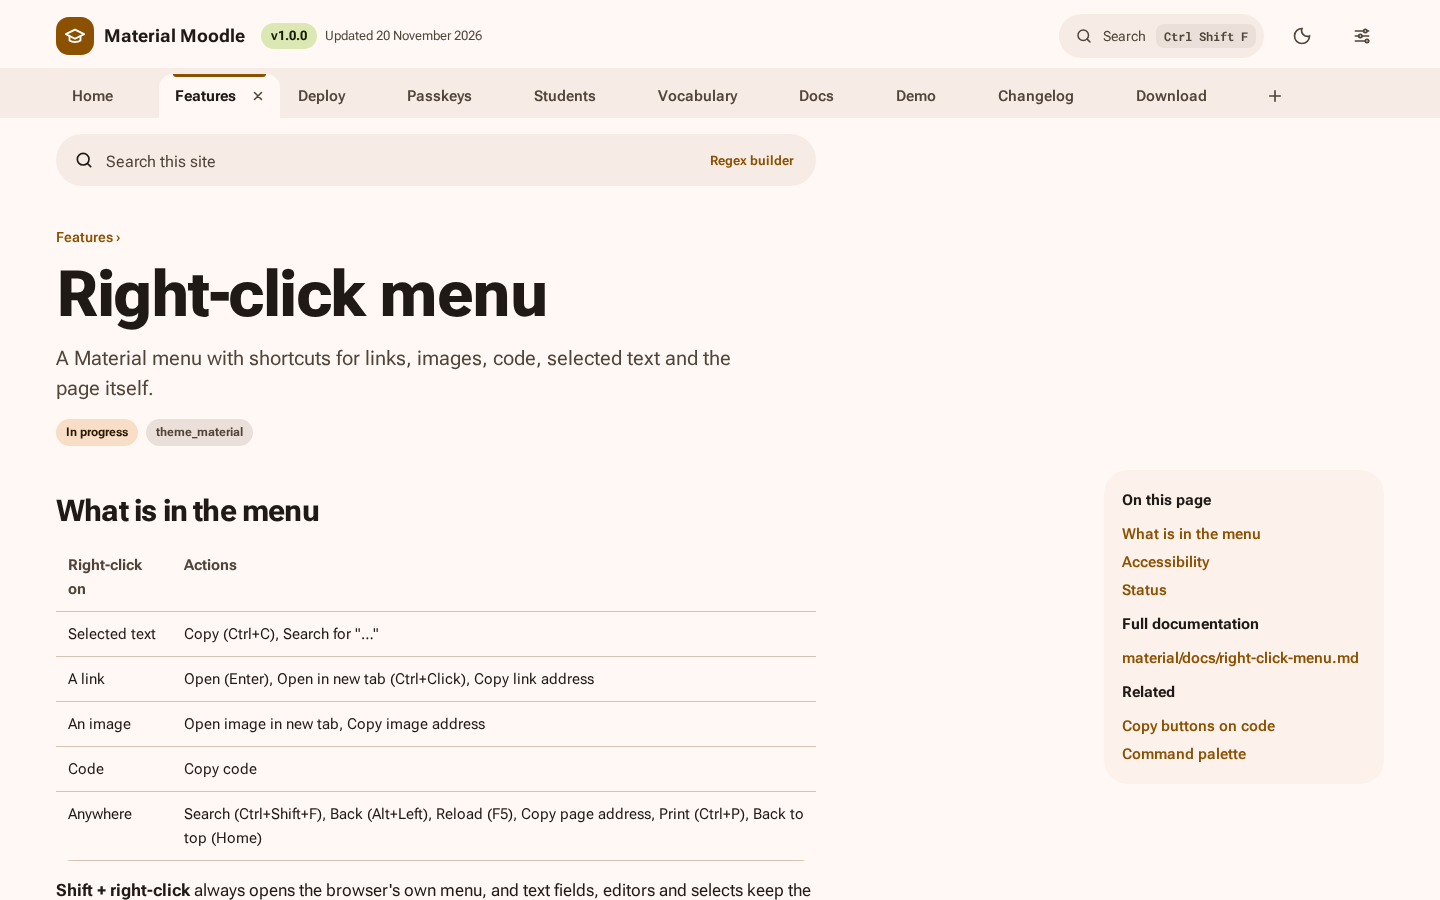 Material Moodle
v1.0.0
Updated 20 November 2026
Search
Ctrl Shift F
Home
Features
Deploy
Passkeys
Students
Vocabulary
Docs
Demo
Changelog
Download
Search this site
Regex builder
Features ›
Right-click menu
A Material menu with shortcuts for links, images, code, selected text and the
page itself.
In progress
theme_material
What is in the menu
Right-click
on
Actions
Selected text
Copy (Ctrl+C), Search for "…"
A link
Open (Enter), Open in new tab (Ctrl+Click), Copy link address
An image
Open image in new tab, Copy image address
Code
Copy code
Anywhere
Search (Ctrl+Shift+F), Back (Alt+Left), Reload (F5), Copy page address, Print (Ctrl+P), Back to
top (Home)
Shift + right-click always opens the browser's own menu, and text fields, editors and selects keep the
On this page
What is in the menu
Accessibility
Status
Full documentation
material/docs/right-click-menu.md
Related
Copy buttons on code
Command palette